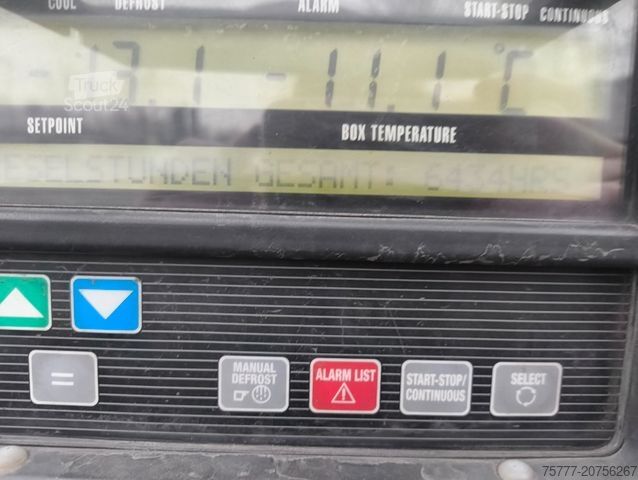 COOL DEFROST ALARM START-STOP CONTINUOUS
-13.1 -11.1 °C
Truck
Scout24
SETPOINT BOX TEMPERATURE
ESELSTUNDEN GESAMT: 6434HRS
=
MANUAL DEFROST
ALARM LIST
START-STOP/ CONTINUOUS
SELECT
75777-20756267